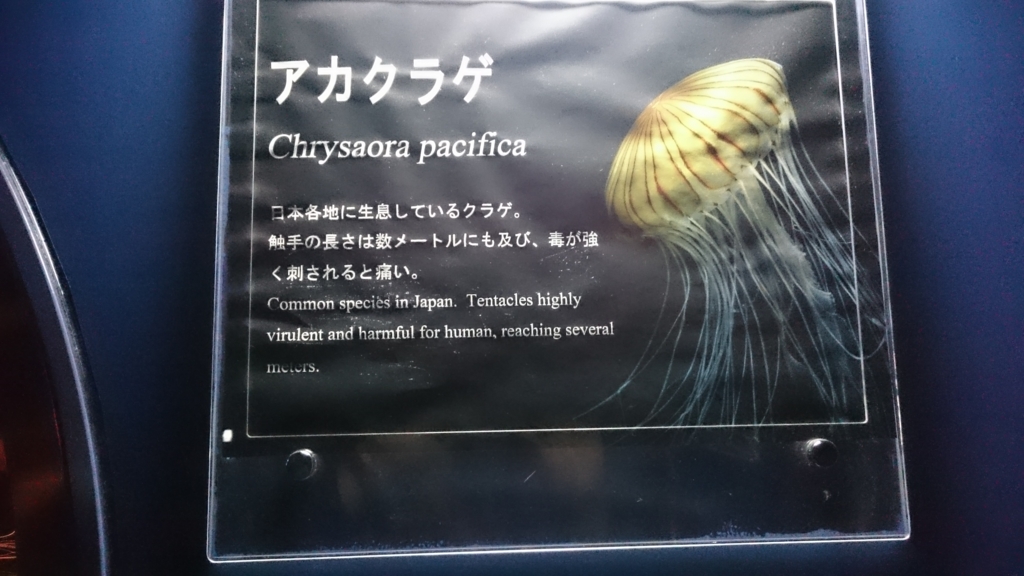 アカクラゲ
Chrysaora pacifica
日本各地に生息しているクラゲ。
触手の長さは数メートルにも及び、毒が強
く刺されると痛い。
Common species in Japan. Tentacles highly
virulent and harmful for human, reaching several
meters.